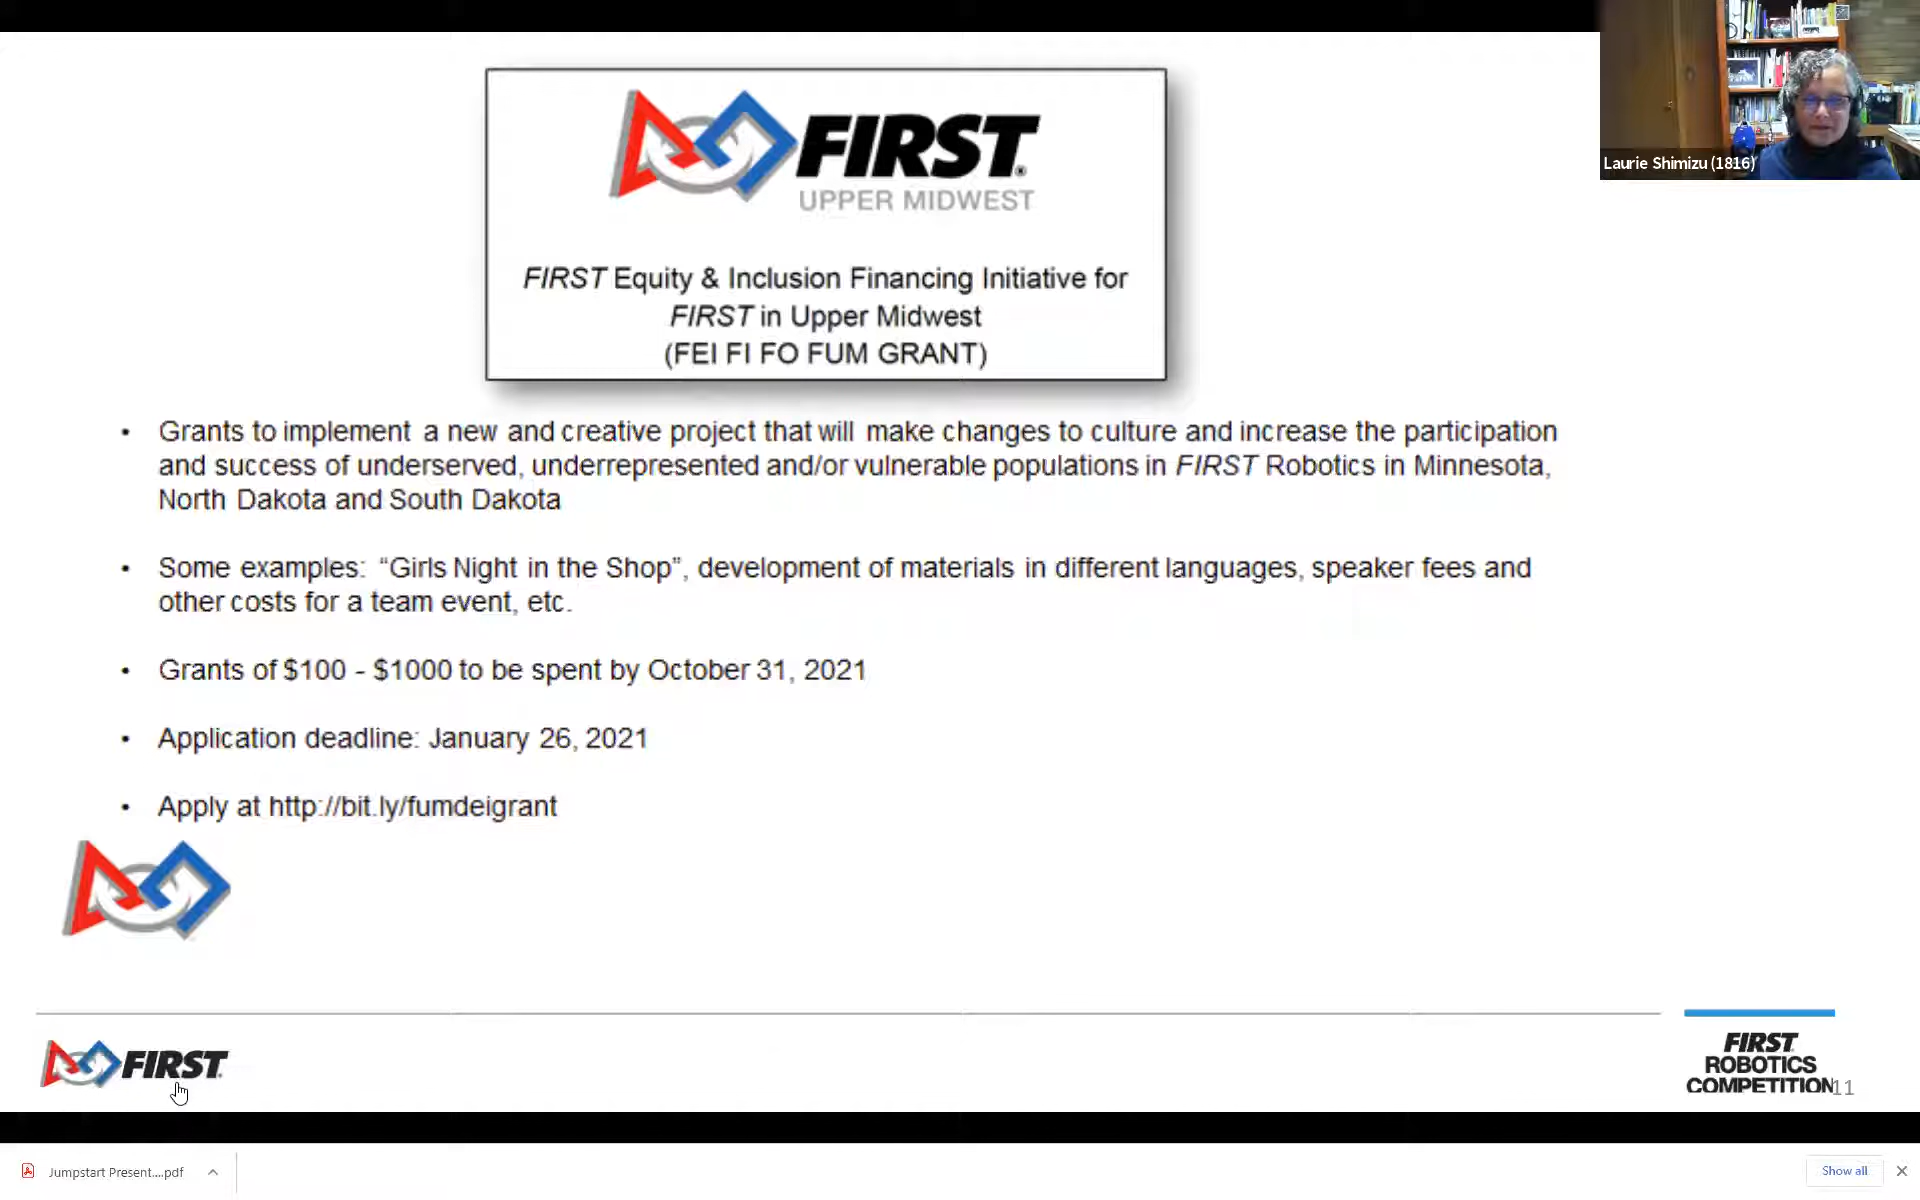 FIRST
UPPER MIDWEST
FIRST Equity & Inclusion Financing Initiative for
FIRST in Upper Midwest
(FEI FI FO FUM GRANT)
Laurie Shimizu (1816)
• Grants to implement a new and creative project that will make changes to culture and increase the participation
and success of underserved, underrepresented and/or vulnerable populations in FIRST Robotics in Minnesota,
North Dakota and South Dakota
• Some examples: “Girls Night in the Shop”, development of materials in different languages, speaker fees and
other costs for a team event, etc.
• Grants of $100 - $1000 to be spent by October 31, 2021
• Application deadline: January 26, 2021
• Apply at http://bit.ly/fumdeigrant
FIRST
FIRST
ROBOTICS
COMPETITION
11
Jumpstart Present....pdf
Show all